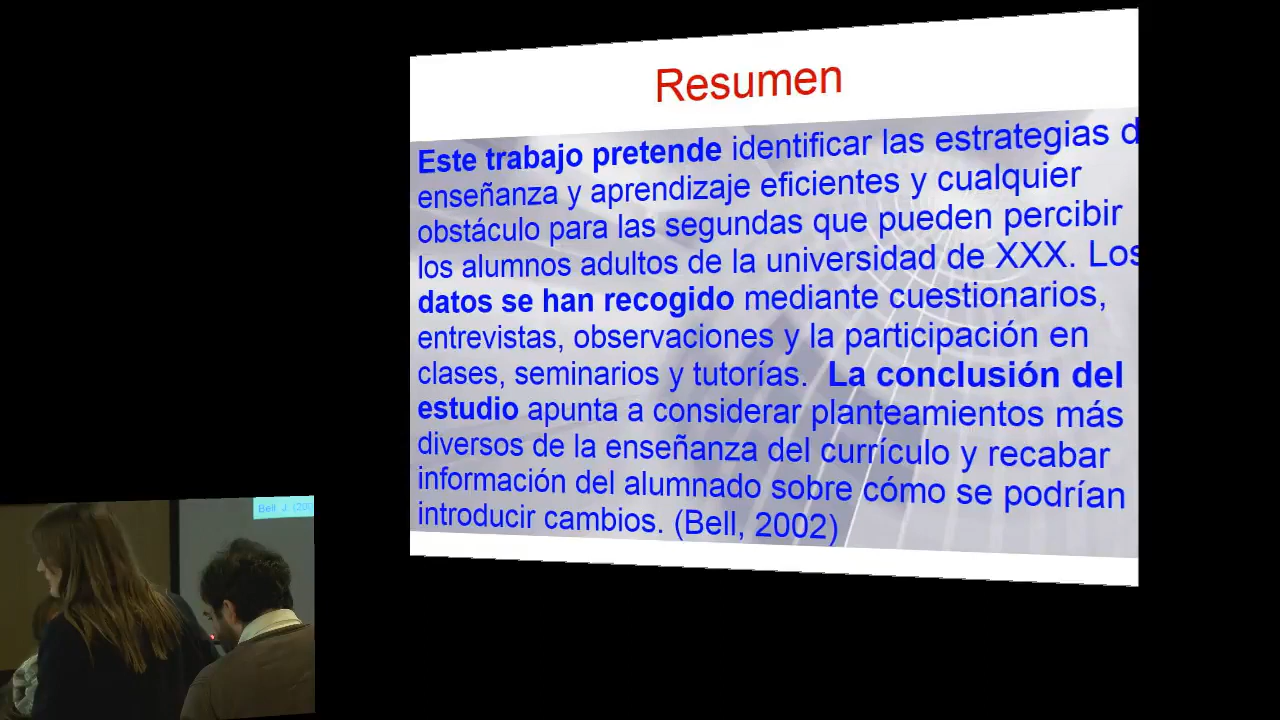 Resumen
Este trabajo pretende identificar las estrategias d
enseñanza y aprendizaje eficientes y cualquier
obstáculo para las segundas que pueden percibir
los alumnos adultos de la universidad de XXX. Los
datos se han recogido mediante cuestionarios,
entrevistas, observaciones y la participación en
clases, seminarios y tutorías. La conclusión del
estudio apunta a considerar planteamientos más
diversos de la enseñanza del currículo y recabar
información del alumnado sobre cómo se podrían
introducir cambios. (Bell, 2002)
Bell J. (20